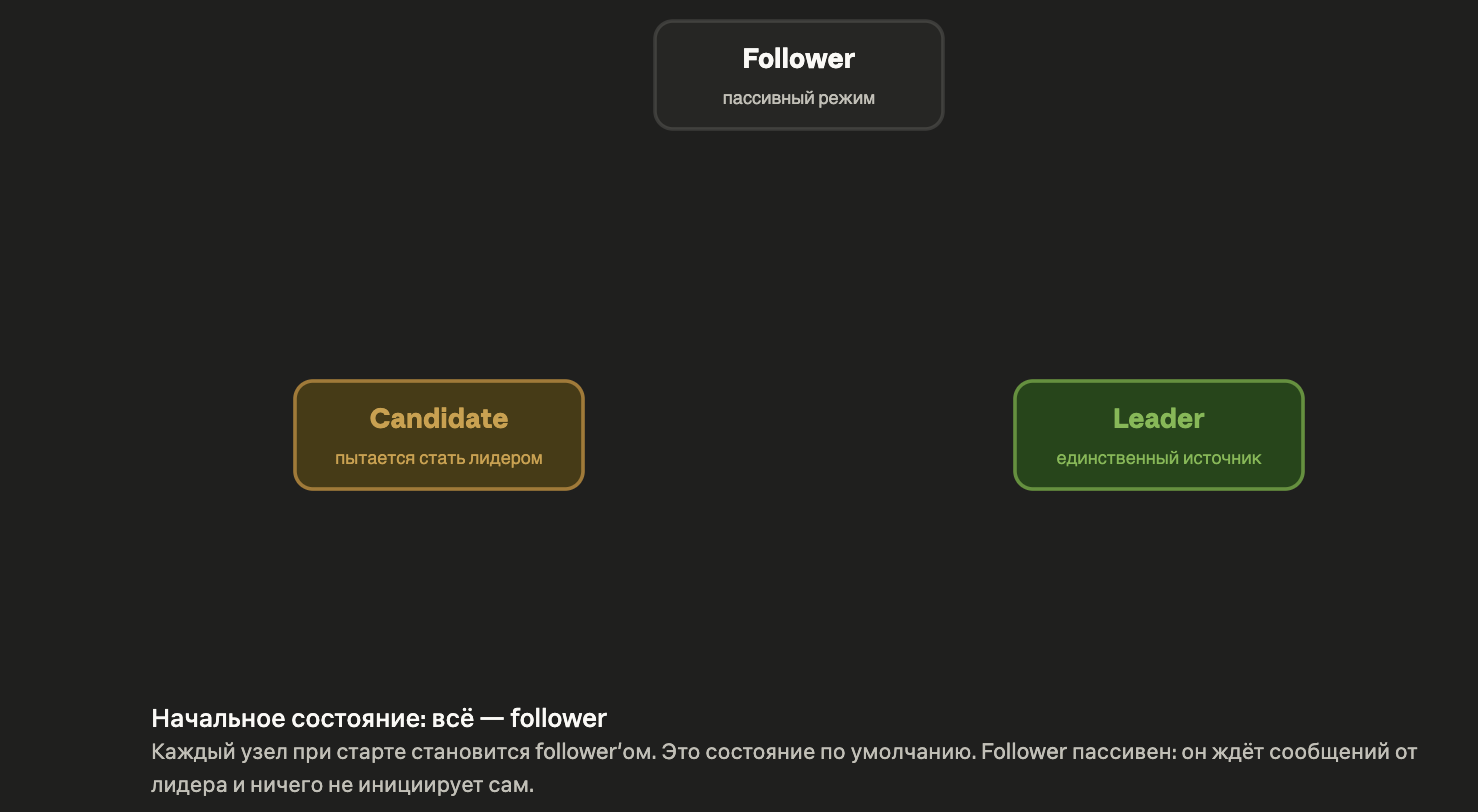 Follower
пассивный режим
Candidate
пытается стать лидером
Leader
единственный источник
Начальное состояние: всё — follower
Каждый узел при старте становится follower‘ом. Это состояние по умолчанию. Follower пассивен: он ждёт сообщений от
лидера и ничего не инициирует сам.